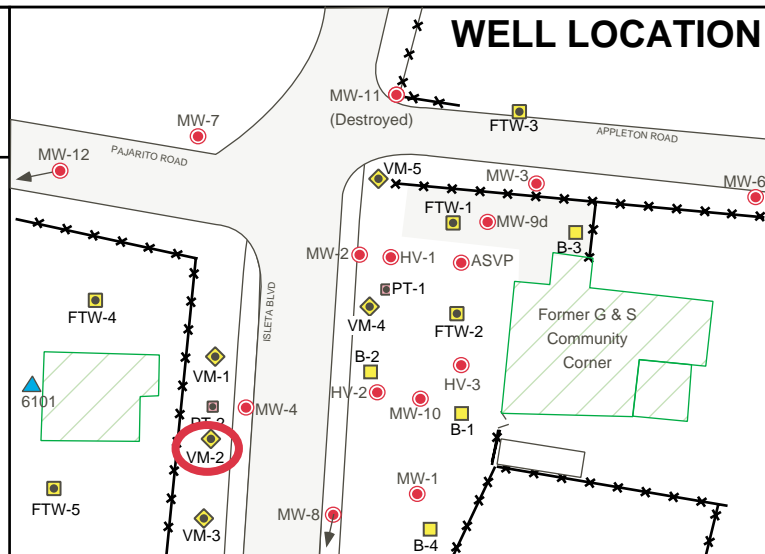 WELL LOCATION
MW-11
(Destroyed)
MW-7
FTW-3
APPLETON ROAD
PAJARITO ROAD
MW-12
VM-5
MW-3
MW-6
FTW-1
MW-9d
B-3
MW-2
HV-1
ASVP
PT-1
FTW-4
ISLETA BLVD
VM-4
FTW-2
Former G & S
Community
Corner
VM-1
B-2
6101
HV-2
HV-3
PT-2
MW-4
MW-10
B-1
VM-2
MW-1
FTW-5
VM-3
MW-8
B-4